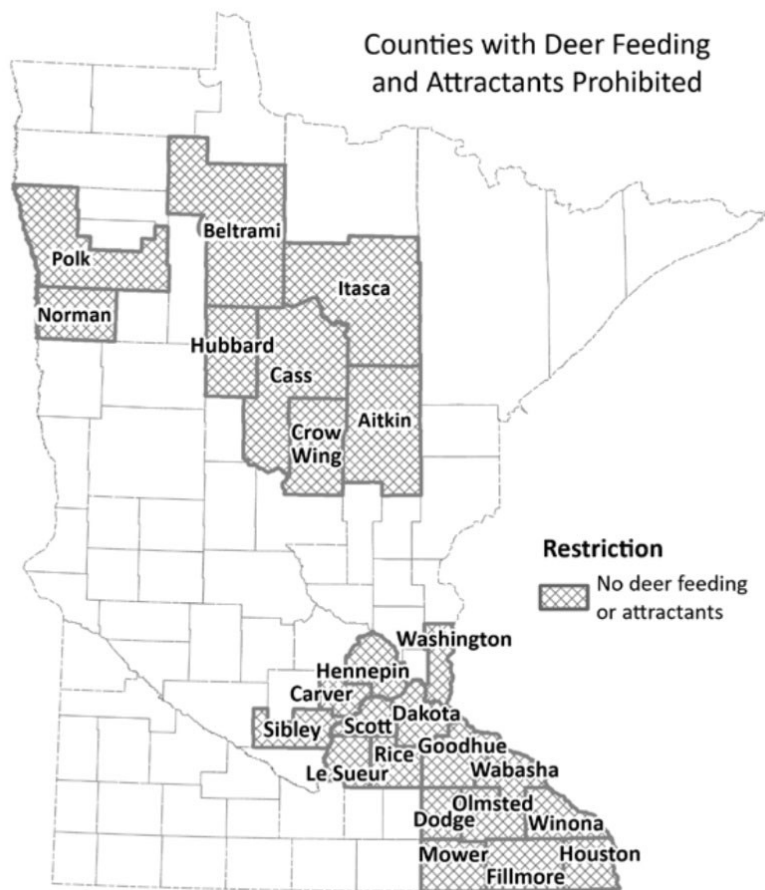 Counties with Deer Feeding
and Attractants Prohibited
Beltrami
Polk
Itasca
Norman
Hubbard
Cass
Aitkin
Crow
Wing
Restriction
No deer feeding
or attractants
Washington
Hennepin
Carver
Dakota
Scott
Sibley
Goodhue
Rice
Wabasha
Le Sueur
Olmsted
Dodge
Winona
Mower
Houston
Fillmore